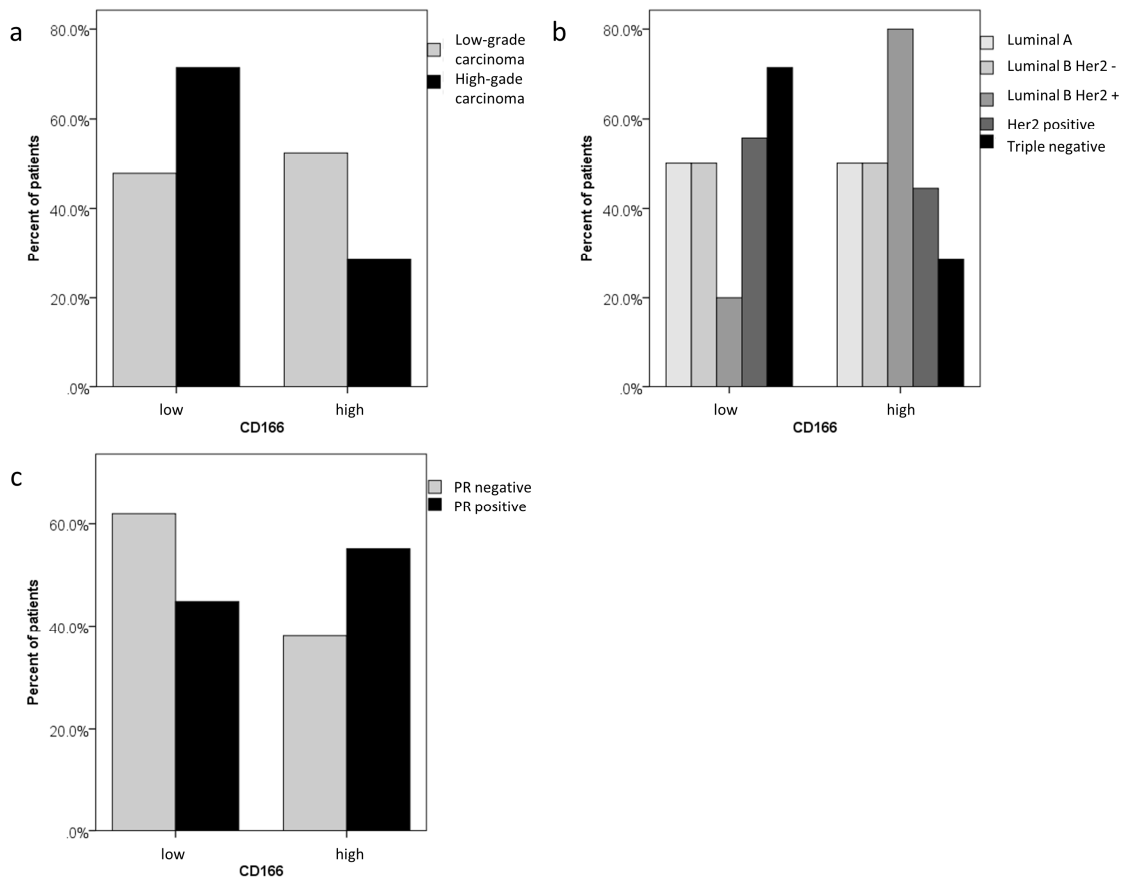 a
80.0%
60.0%
40.0%
20.0%
.0%
Percent of patients
low
high
CD166
Low-grade
carcinoma
High-gade
carcinoma
b
80.0%
60.0%
40.0%
20.0%
.0%
Percent of patients
low
high
CD166
Luminal A
Luminal B Her2 -
Luminal B Her2 +
Her2 positive
Triple negative
c
60.0%
40.0%
20.0%
.0%
Percent of patients
low
high
CD166
PR negative
PR positive